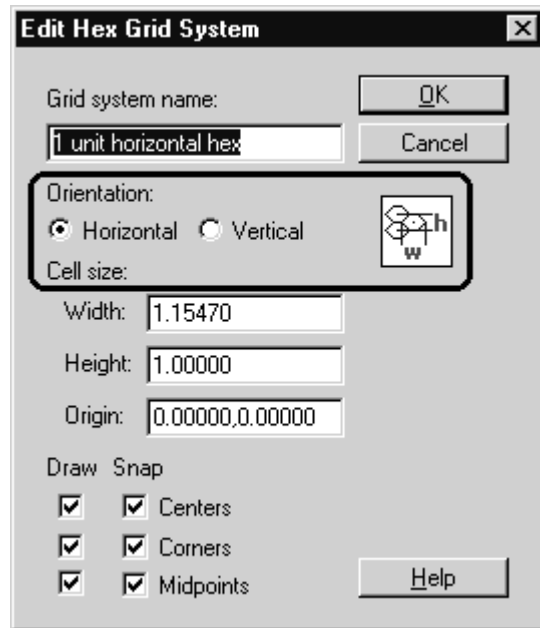 Edit Hex Grid System
Grid system name:
OK
1 unit horizontal hex
Cancel
Orientation:
Horizontal Vertical
h
w
Cell size:
Width: 1.15470
Height: 1.00000
Origin: 0.00000,0.00000
Draw Snap
Centers
Corners
Midpoints
Help